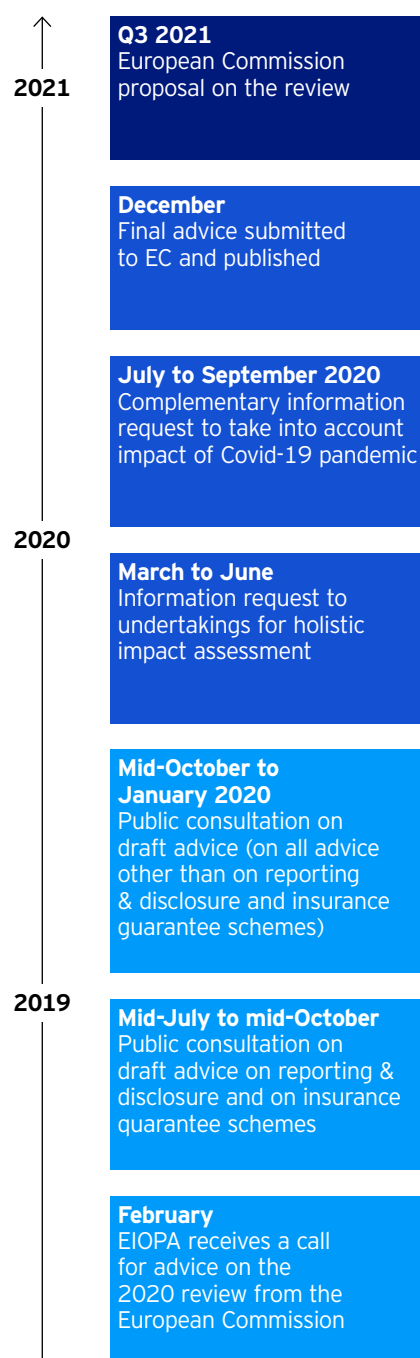 2021
Q3 2021
European Commission
proposal on the review
December
Final advice submitted
to EC and published
July to September 2020
Complementary information
request to take into account
impact of Covid-19 pandemic
2020
March to June
Information request to
undertakings for holistic
impact assessment
Mid-October to
January 2020
Public consultation on
draft advice (on all advice
other than on reporting
& disclosure and insurance
guarantee schemes)
2019
Mid-July to mid-October
Public consultation on
draft advice on reporting &
disclosure and on insurance
quarantee schemes
February
EIOPA receives a call
for advice on the
2020 review from the
European Commission